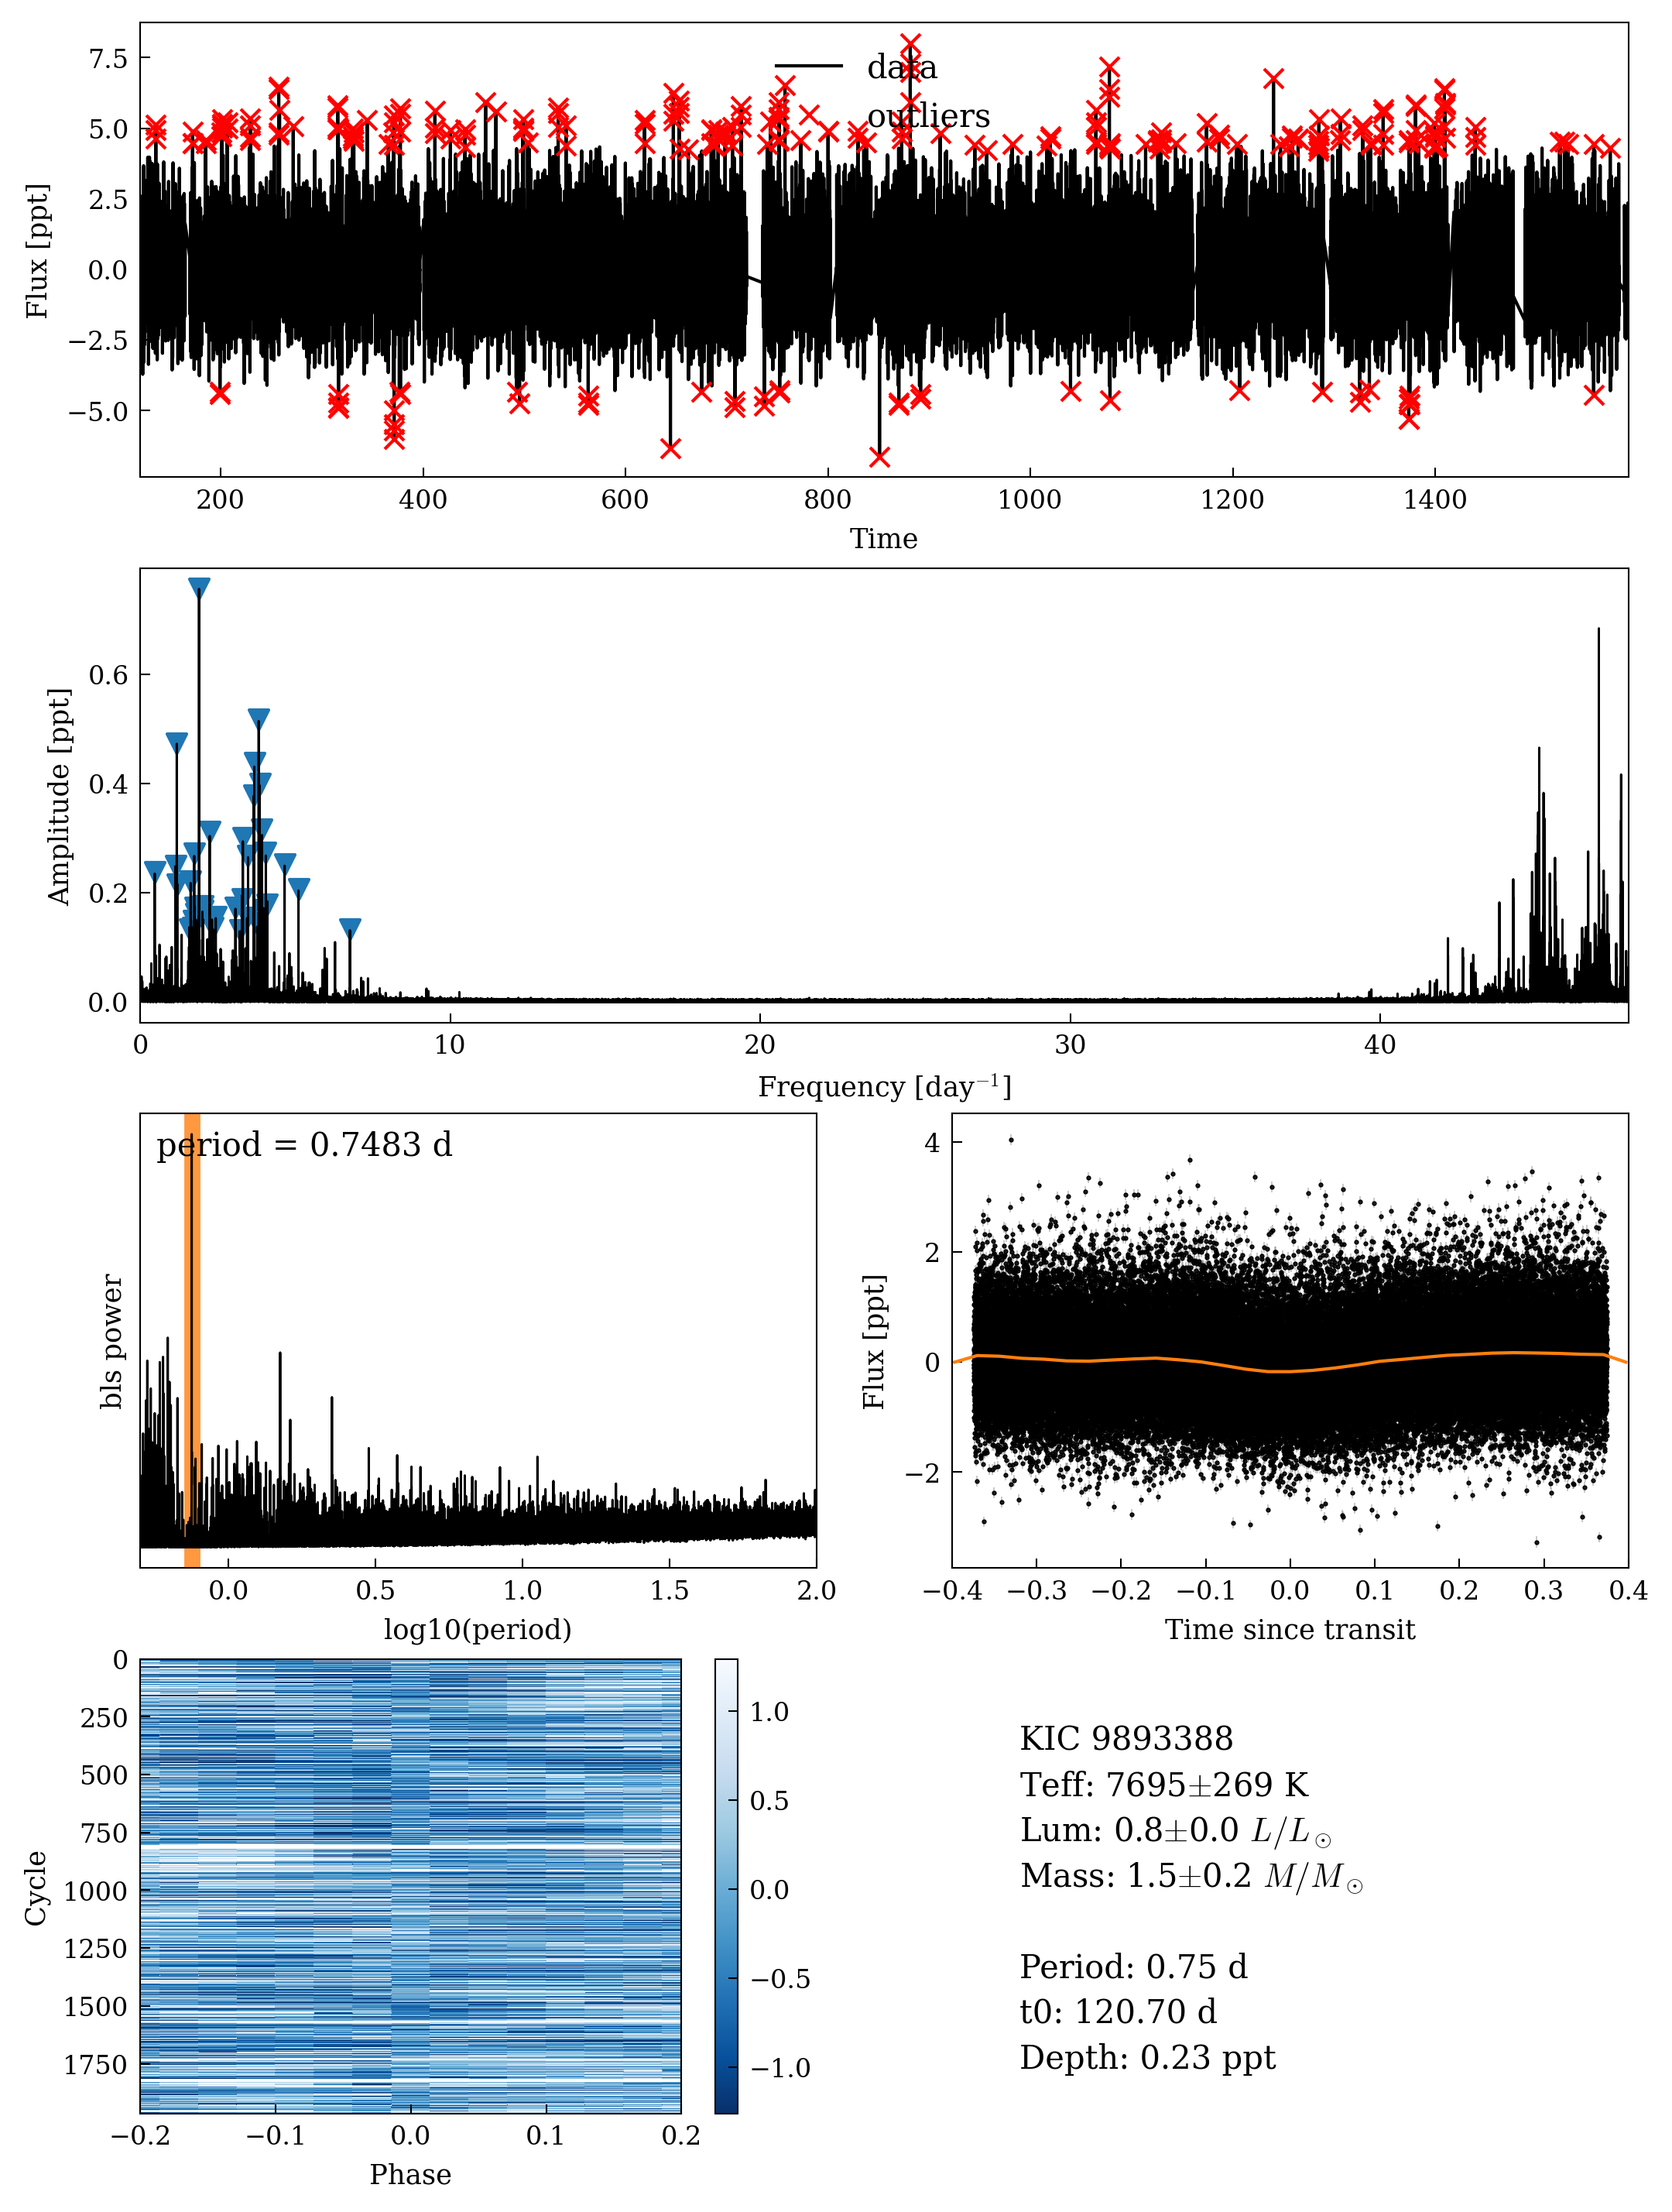 7.5
5.0
2.5
0.0
−2.5
−5.0
Flux [ppt]
data
outliers
200 400 600 800 1000 1200 1400
Time
0.6
0.4
0.2
0.0
Amplitude [ppt]
0 10 20 30 40
Frequency [day⁻¹]
period = 0.7483 d
bls power
0.0 0.5 1.0 1.5 2.0
log10(period)
4
2
0
−2
Flux [ppt]
−0.4 −0.3 −0.2 −0.1 0.0 0.1 0.2 0.3 0.4
Time since transit
0
250
500
750
1000
1250
1500
1750
Cycle
−0.2 −0.1 0.0 0.1 0.2
Phase
1.0
0.5
0.0
−0.5
−1.0
KIC 9893388
Teff: 7695±269 K
Lum: 0.8±0.0 L/L⊙
Mass: 1.5±0.2 M/M⊙
Period: 0.75 d
t0: 120.70 d
Depth: 0.23 ppt